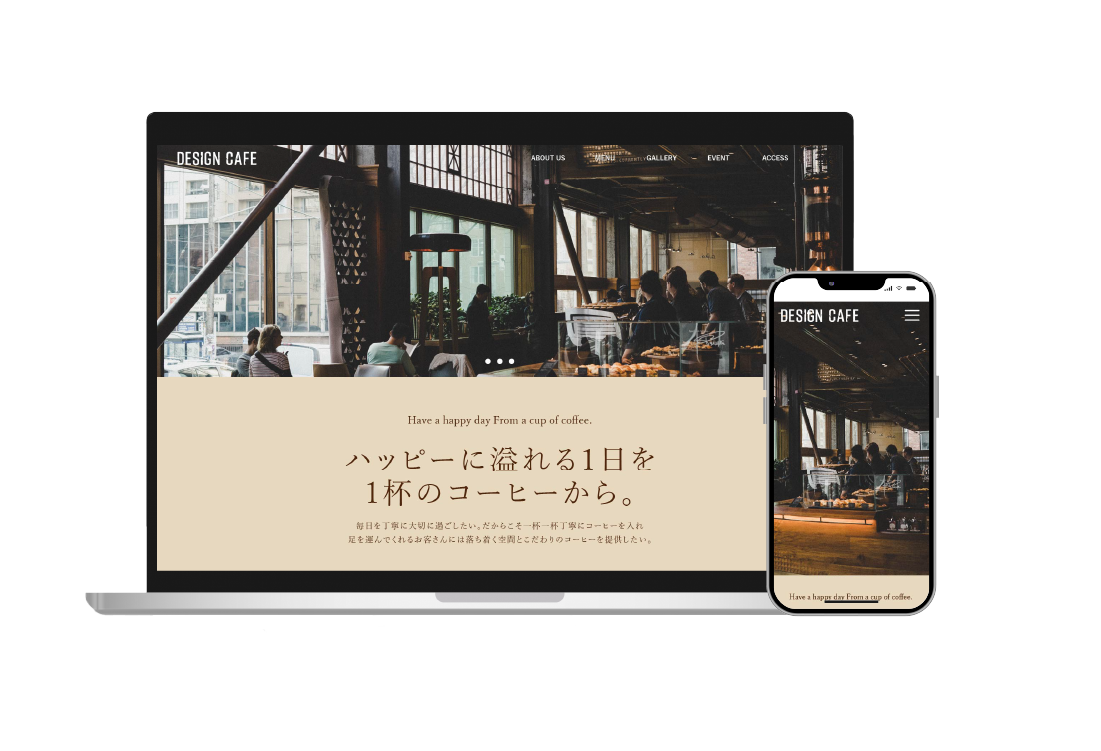 DESIGN CAFE
ABOUT US MENU GALLERY EVENT ACCESS
Have a happy day From a cup of coffee.
ハッピーに溢れる1日を
1杯のコーヒーから。
毎日を丁寧に大切に過ごしたい。だからこそ一杯一杯丁寧にコーヒーを入れ
足を運んでくれるお客さんには落ち着く空間とこだわりのコーヒーを提供したい。
DESIGN CAFE
Have a happy day From a cup of coffee.